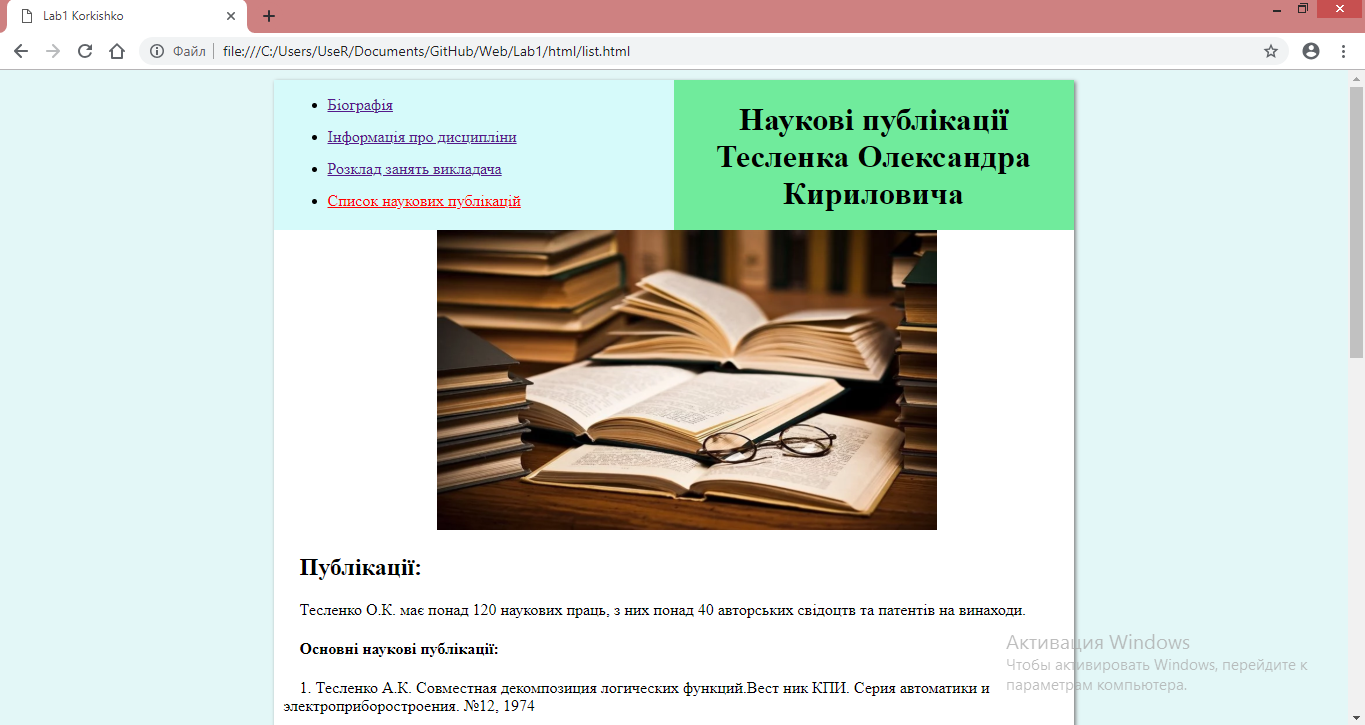 Lab1 Korkishko
Файл
file:///C:/Users/UseR/Documents/GitHub/Web/Lab1/html/list.html
Біографія
Інформація про дисципліни
Розклад занять викладача
Список наукових публікацій
Наукові публікації
Тесленка Олександра
Кириловича
Публікації:
Тесленко О.К. має понад 120 наукових праць, з них понад 40 авторських свідоцтв та патентів на винаходи.
Основні наукові публікації:
1. Тесленко А.К. Совместная декомпозиция логических функций.Вест ник КПИ. Серия автоматики и
электроприборостроения. №12, 1974
Активация Windows
Чтобы активировать Windows, перейдите к
параметрам компьютера.